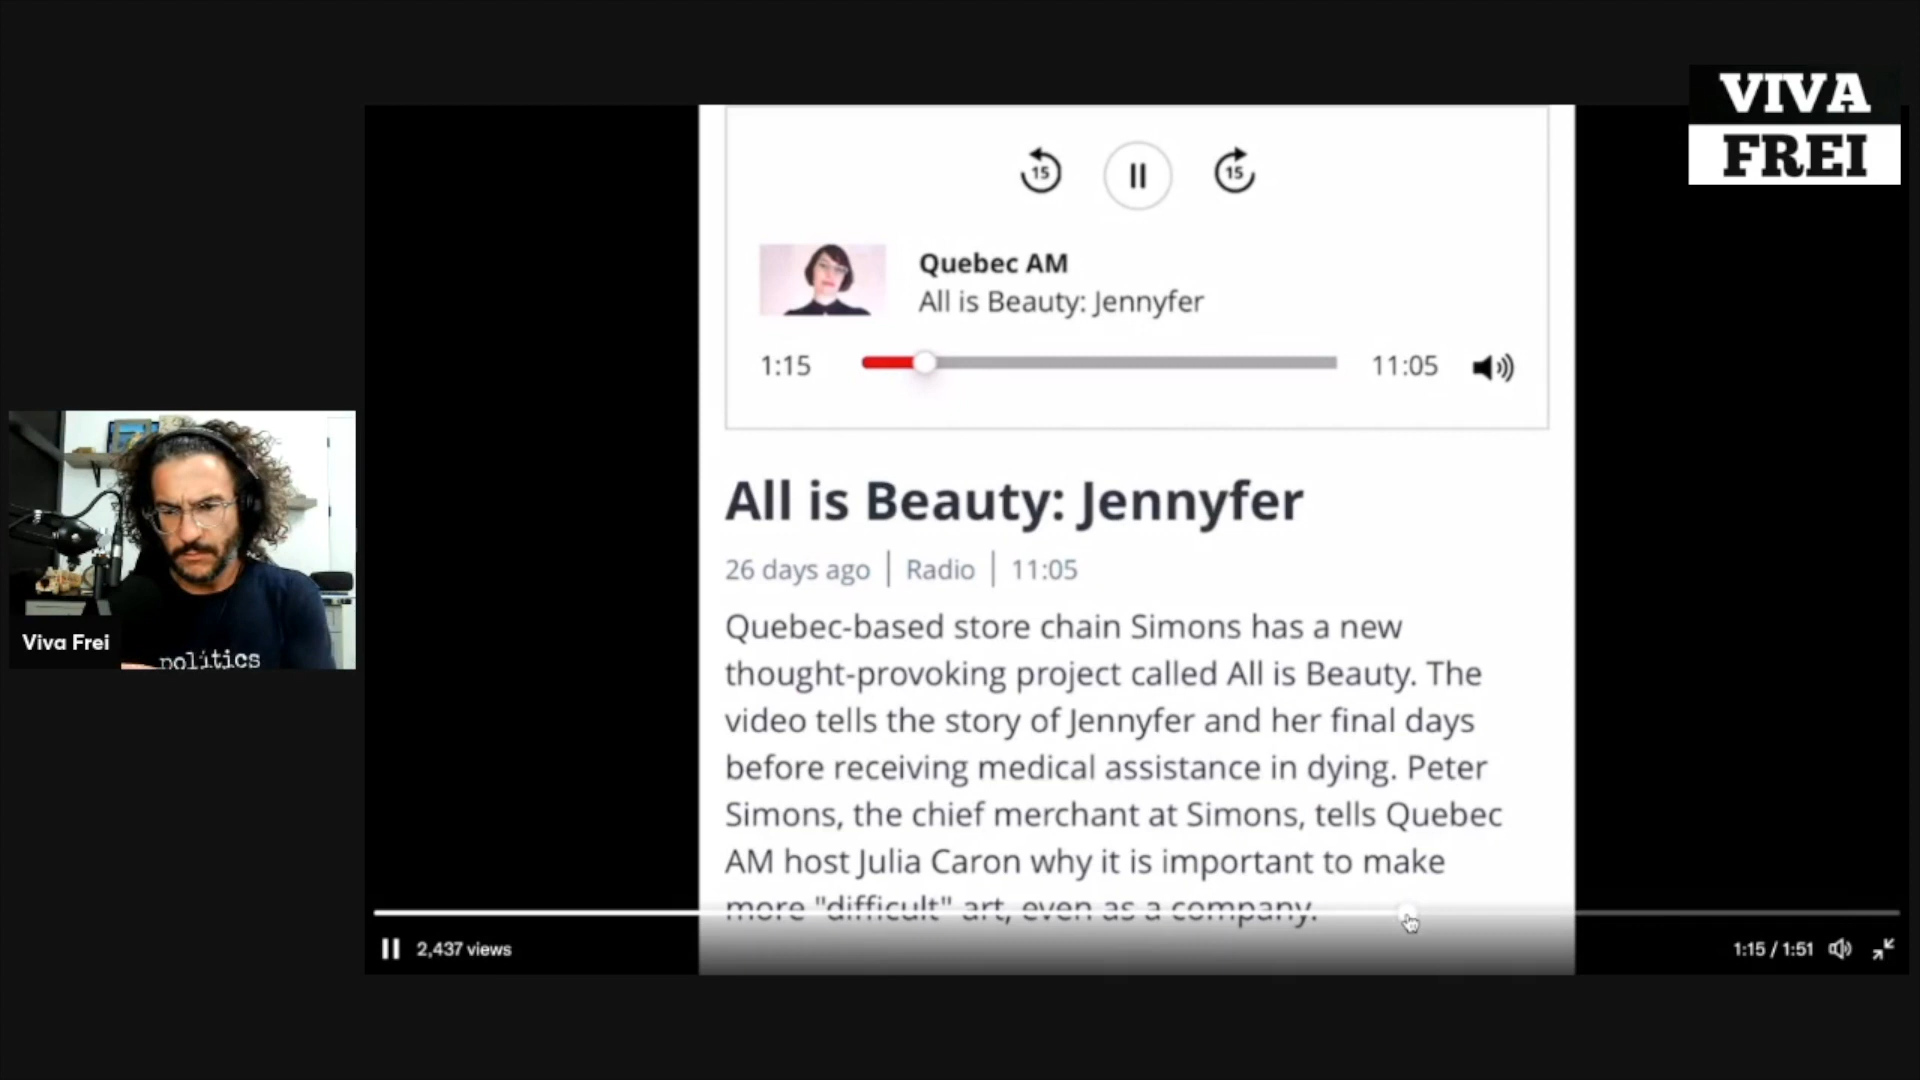 VIVA
FREI
15
15
Quebec AM
All is Beauty: Jennyfer
1:15
11:05
All is Beauty: Jennyfer
26 days ago | Radio | 11:05
Quebec-based store chain Simons has a new
thought-provoking project called All is Beauty. The
video tells the story of Jennyfer and her final days
before receiving medical assistance in dying. Peter
Simons, the chief merchant at Simons, tells Quebec
AM host Julia Caron why it is important to make
more "difficult" art, even as a company.
2,437 views
1:15 / 1:51
Viva Frei
politics